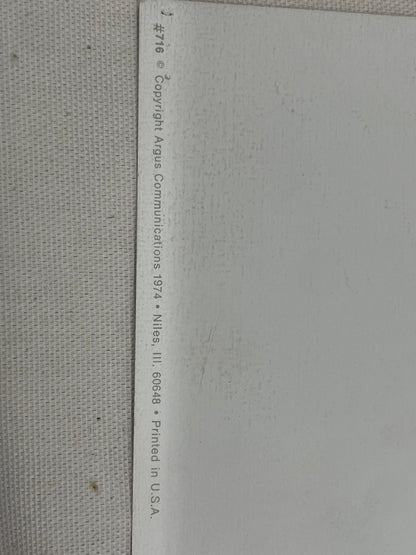 #716 © Copyright Argus Communications 1974 • Niles, Ill. 60648 • Printed in U.S.A.